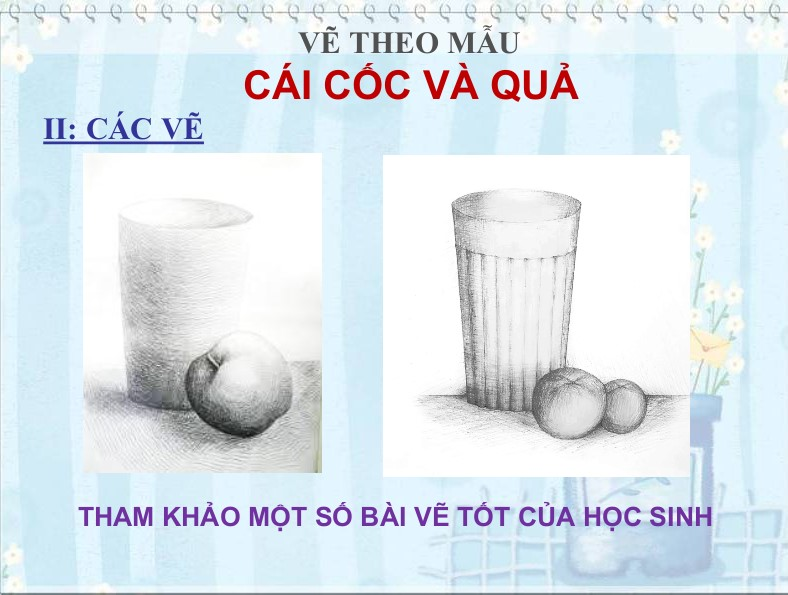 VẼ THEO MẪU
CÁI CỐC VÀ QUẢ
II: CÁC VẼ
THAM KHẢO MỘT SỐ BÀI VẼ TỐT CỦA HỌC SINH